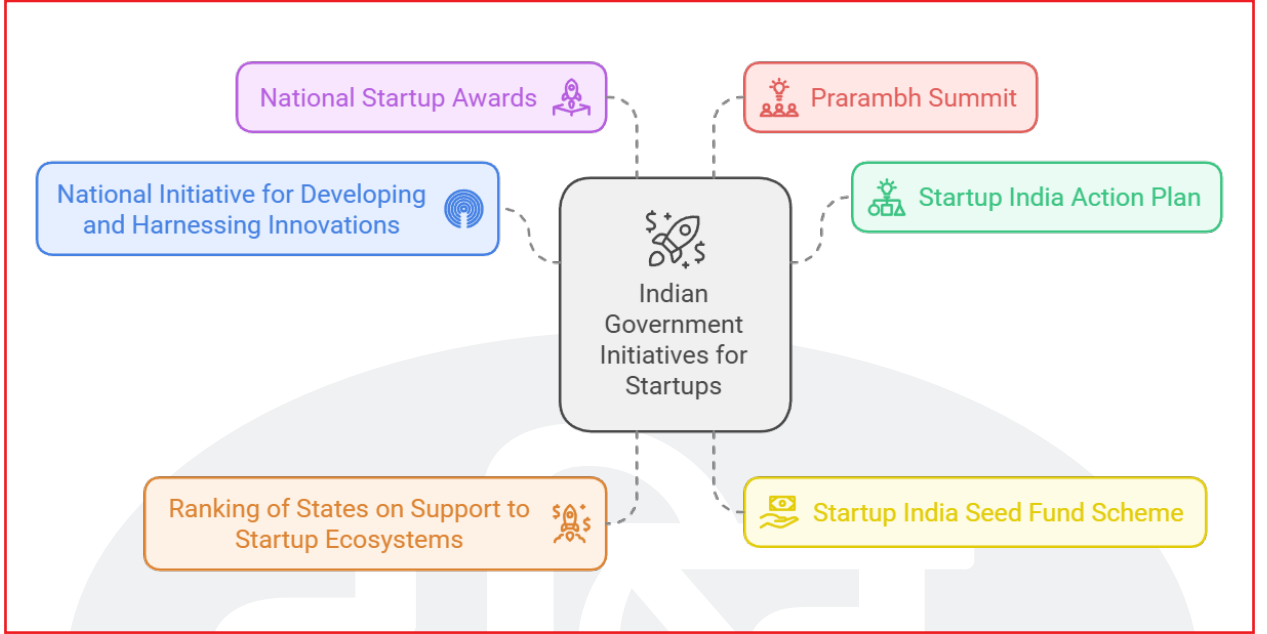 National Startup Awards
Prarambh Summit
National Initiative for Developing
and Harnessing Innovations
Startup India Action Plan
Indian
Government
Initiatives for
Startups
Ranking of States on Support to
Startup Ecosystems
Startup India Seed Fund Scheme